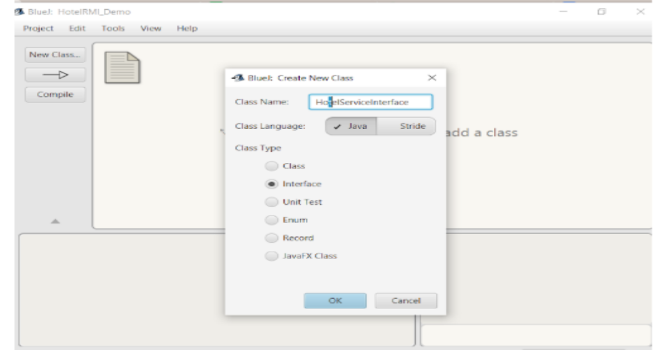 BlueJ: HotelRMI_Demo
Project Edit Tools View Help
New Class...
Compile
BlueJ: Create New Class
Class Name: HotelServiceInterface
Class Language: Java Stride
add a class
Class Type
Class
Interface
Unit Test
Enum
Record
JavaFX Class
OK Cancel